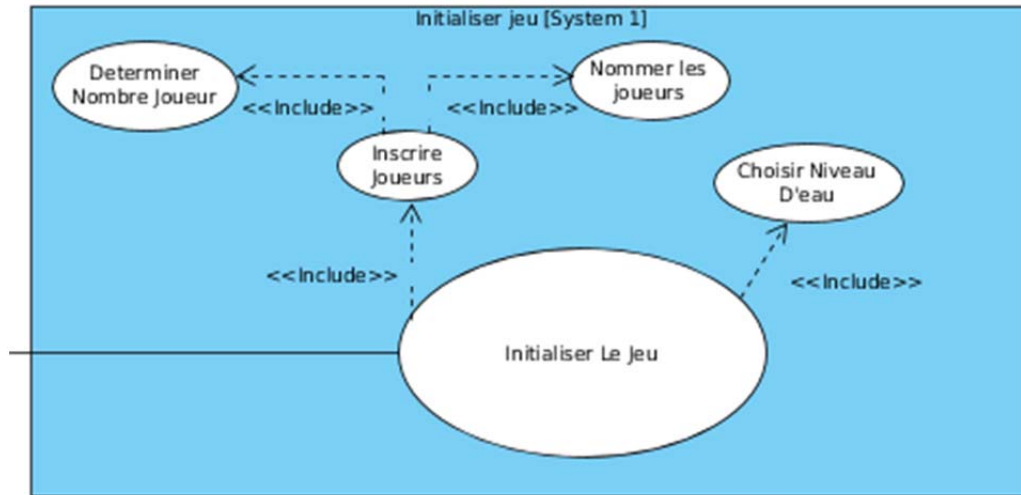 Initialiser jeu [System 1]
Determiner
Nombre Joueur
<<Include>>
<<Include>>
Nommer les
joueurs
Inscrire
Joueurs
Choisir Niveau
D'eau
<<Include>>
<<Include>>
Initialiser Le Jeu